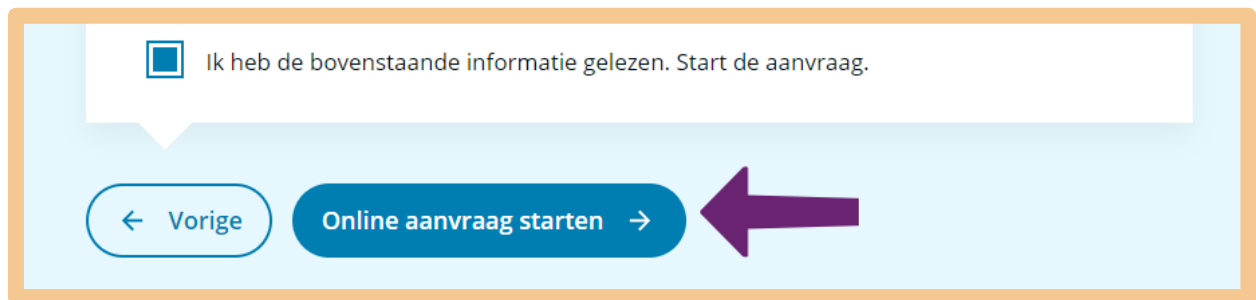 Ik heb de bovenstaande informatie gelezen. Start de aanvraag.
← Vorige
Online aanvraag starten →